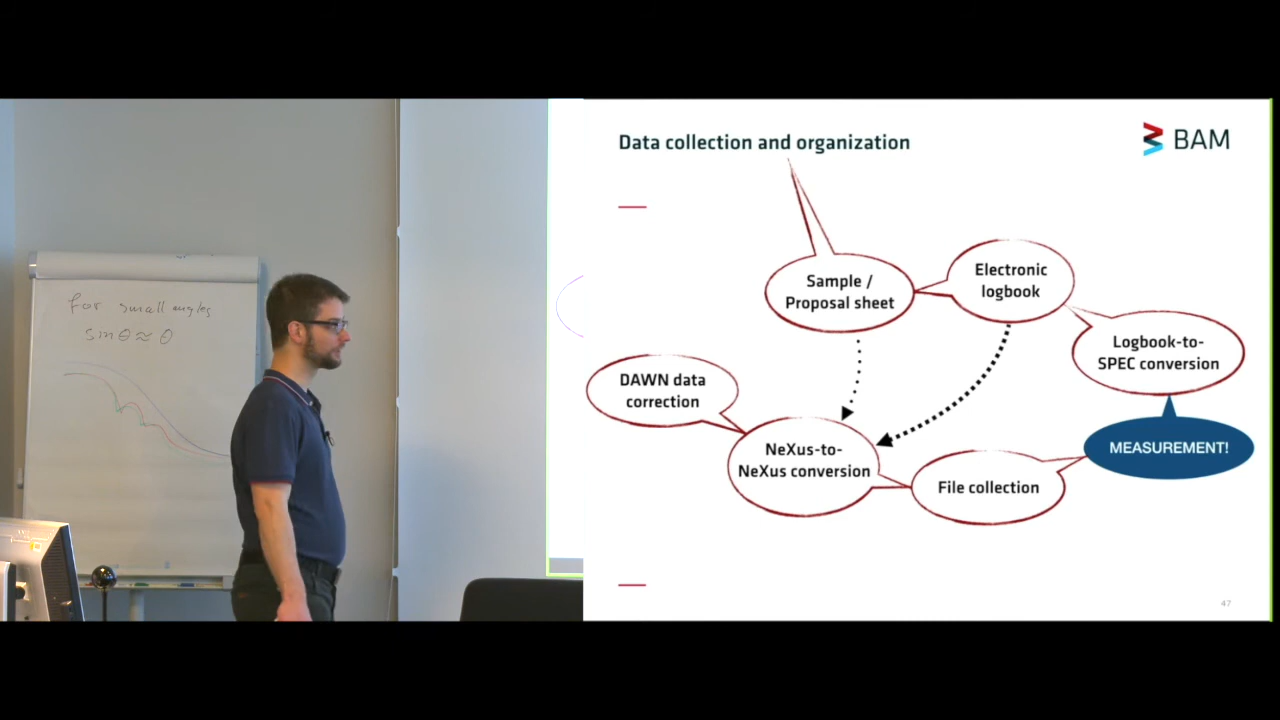 For small angles
sin θ ≈ θ
Data collection and organization
BAM
Sample /
Proposal sheet
Electronic
logbook
Logbook-to-
SPEC conversion
DAWN data
correction
NeXus-to-
NeXus conversion
MEASUREMENT!
File collection
47